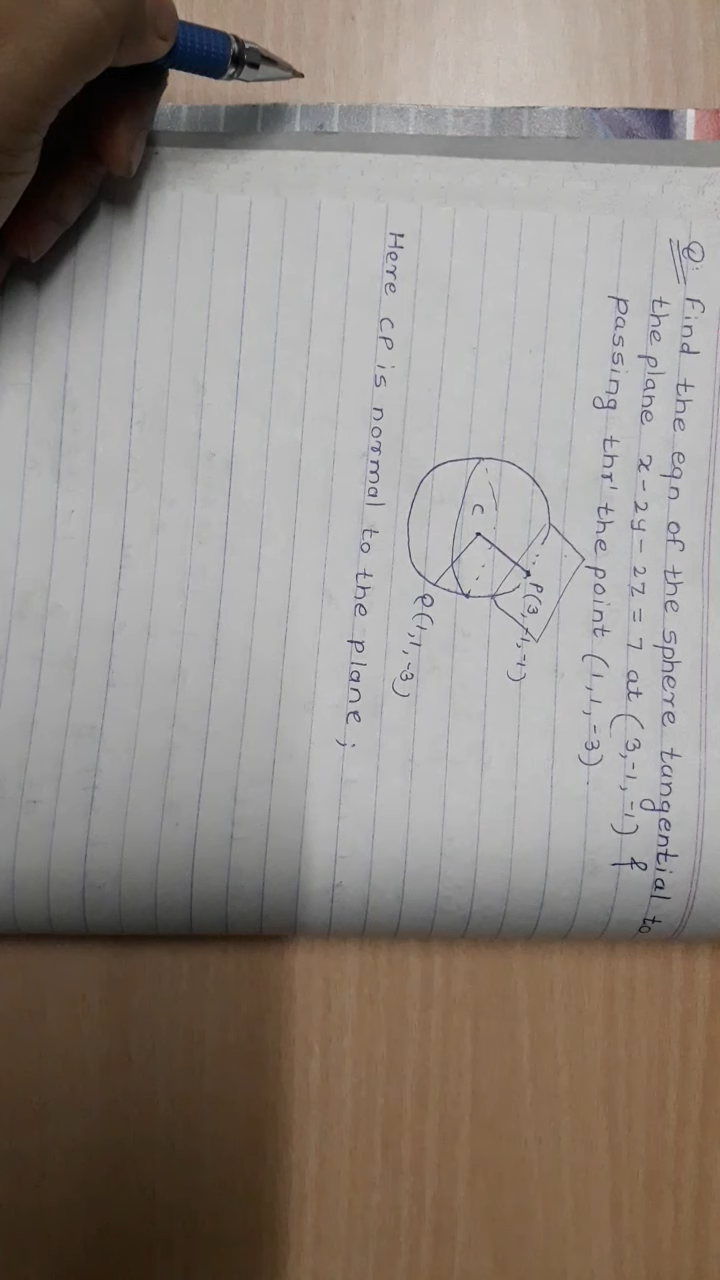 Q: find the eqn of the sphere tangential to
the plane x - 2y - 2z = 7 at (3, -1, -1) &
passing thr' the point (1, 1, -3).
P(3, -1, -1)
C
Q(1, 1, -3)
Here CP is normal to the plane;